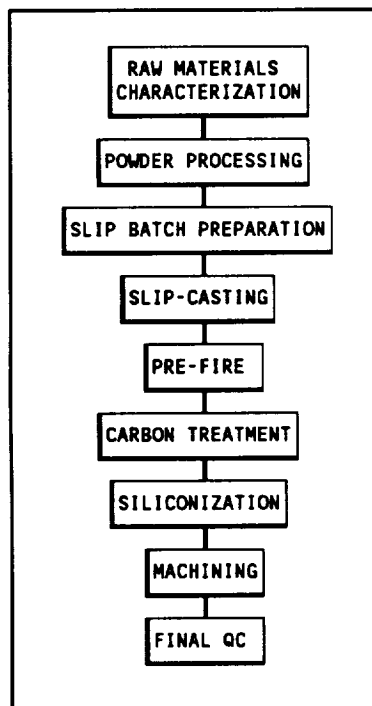 RAW MATERIALS
CHARACTERIZATION
POWDER PROCESSING
SLIP BATCH PREPARATION
SLIP-CASTING
PRE-FIRE
CARBON TREATMENT
SILICONIZATION
MACHINING
FINAL QC